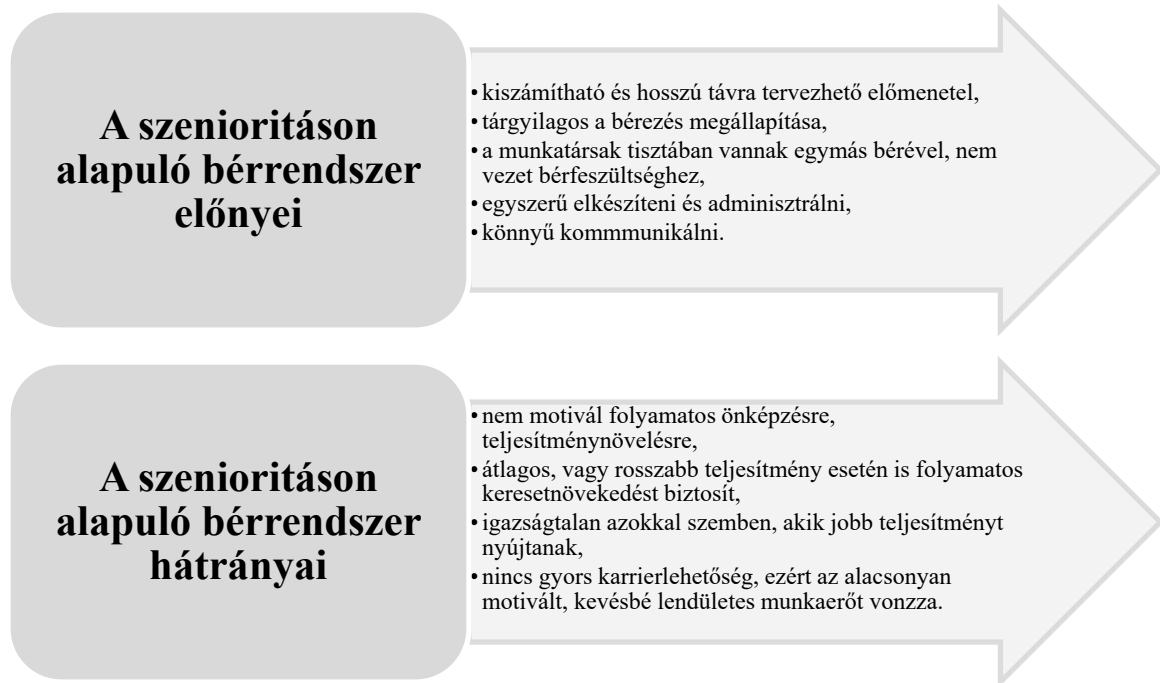 A szenioritáson
alapuló bérrendszer
előnyei
• kiszámítható és hosszú távra tervezhető előmenetel,
• tárgyilagos a bérezés megállapítása,
• a munkatársak tisztában vannak egymás bérével, nem
vezet bérfeszültséghez,
• egyszerű elkészíteni és adminisztrálni,
• könnyű kommmunikálni.
A szenioritáson
alapuló bérrendszer
hátrányai
• nem motivál folyamatos önképzésre,
teljesítménynövelésre,
• átlagos, vagy rosszabb teljesítmény esetén is folyamatos
keresetnövekedést biztosít,
• igazságtalan azokkal szemben, akik jobb teljesítményt
nyújtanak,
• nincs gyors karrierlehetőség, ezért az alacsonyan
motivált, kevésbé lendületes munkaerőt vonzza.